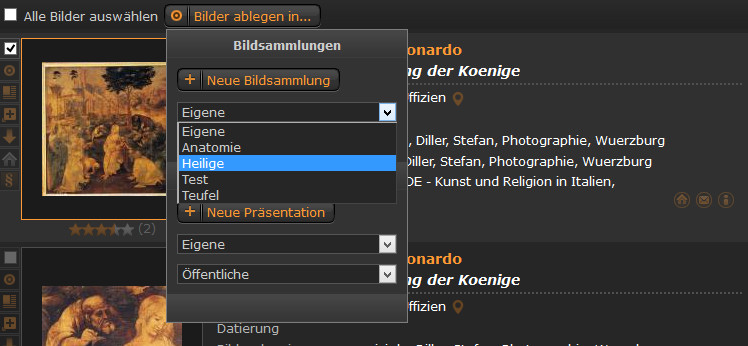 Alle Bilder auswählen
Bilder ablegen in...
Bildsammlungen
+ Neue Bildsammlung
Eigene
Eigene
Anatomie
Heilige
Test
Teufel
+ Neue Präsentation
Eigene
Öffentliche
onardo
ng der Koenige
ffizien
, Diller, Stefan, Photographie, Wuerzburg
Diller, Stefan, Photographie, Wuerzburg
DE - Kunst und Religion in Italien,
(2)
onardo
ng der Koenige
ffizien
Datierung